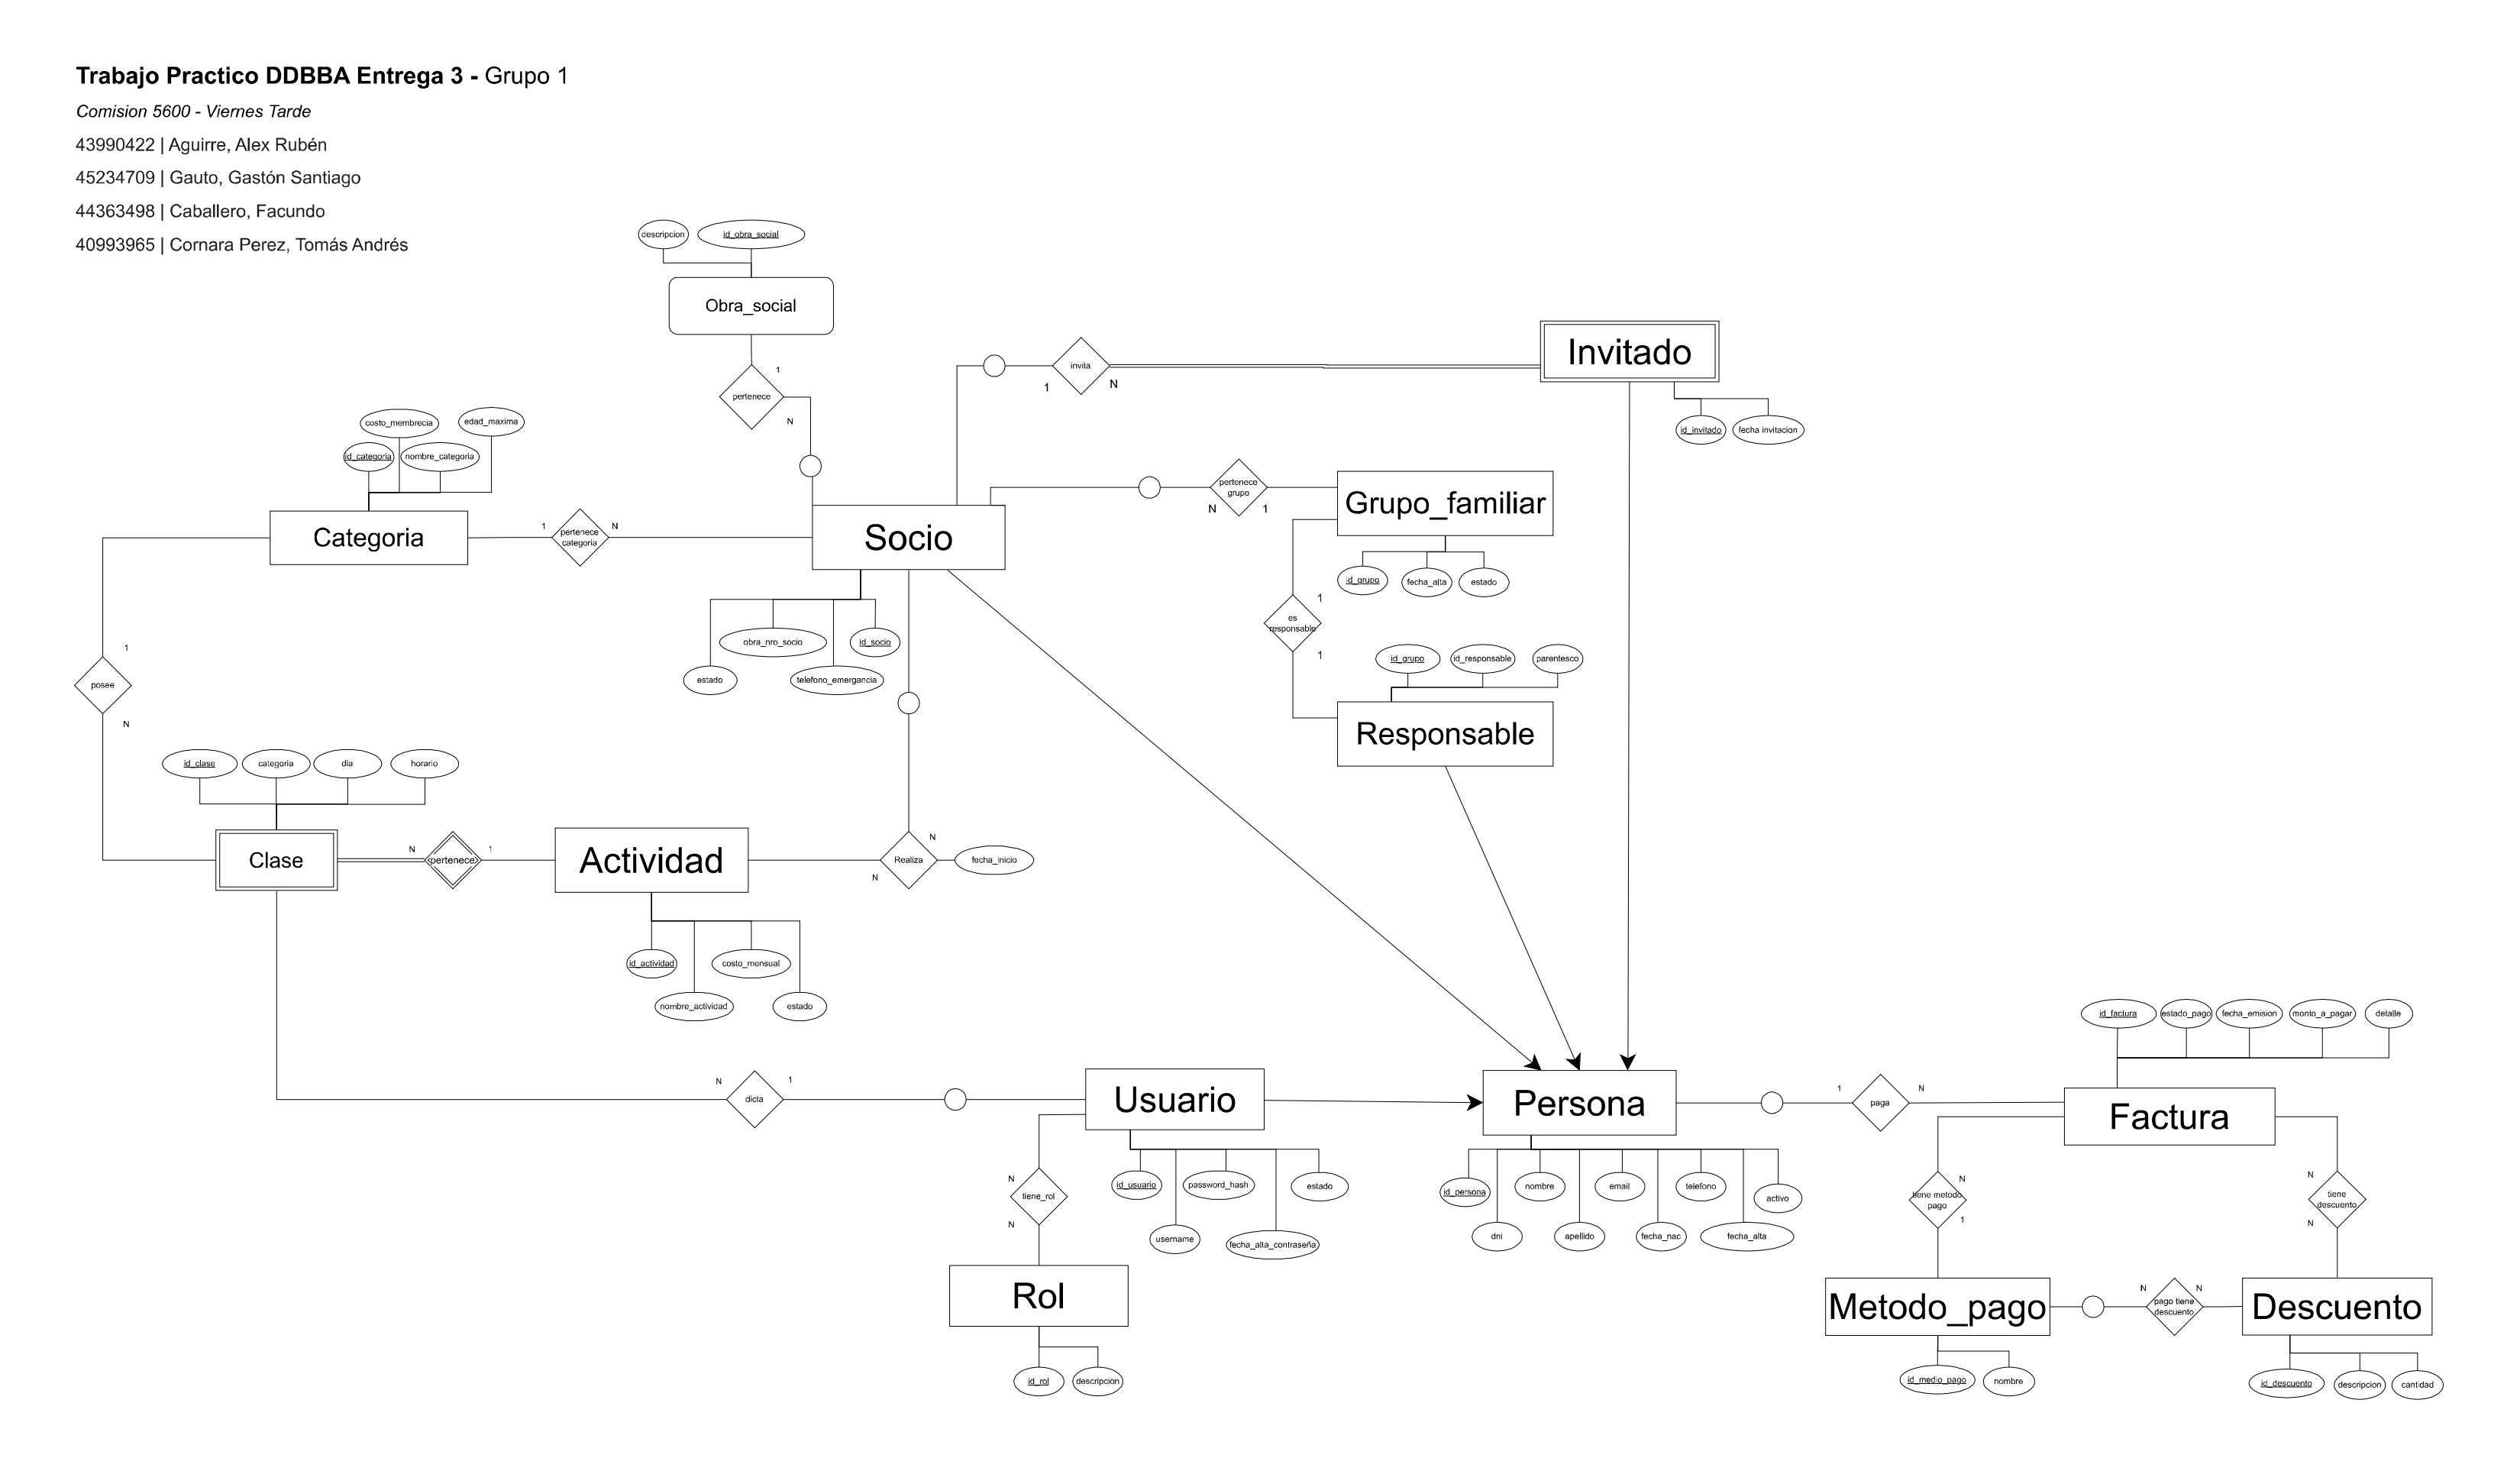 Trabajo Practico DDBBA Entrega 3 - Grupo 1
Comision 5600 - Viernes Tarde
43990422 | Aguirre, Alex Rubén
45234709 | Gauto, Gastón Santiago
44363498 | Caballero, Facundo
40993965 | Cornara Perez, Tomás Andrés
descripcion
id_obra_social
Obra_social
1
pertenece
N
invita
1
N
Invitado
id_invitado
fecha invitacion
costo_membrecia
edad_maxima
id_categoria
nombre_categoria
Categoria
1
pertenece
categoria
N
Socio
pertenece
grupo
N
1
Grupo_familiar
id_grupo
fecha_alta
estado
1
es
responsable
1
obra_nro_socio
id_socio
estado
telefono_emergancia
id_grupo
id_responsable
parentesco
Responsable
1
posee
N
id_clase
categoria
dia
horario
Clase
N
pertenece
1
Actividad
N
Realiza
N
fecha_inicio
id_actividad
costo_mensual
nombre_actividad
estado
N
dicta
1
Usuario
Persona
1
paga
N
id_factura
estado_pago
fecha_emision
monto_a_pagar
detalle
Factura
id_usuario
password_hash
estado
username
fecha_alta_contraseña
N
tiene_rol
N
Rol
id_rol
descripcion
id_persona
nombre
email
telefono
activo
dni
apellido
fecha_nac
fecha_alta
N
tiene metodo
pago
1
N
tiene
descuento
N
Metodo_pago
N
pago tiene
descuento
N
Descuento
id_medio_pago
nombre
id_descuento
descripcion
cantidad